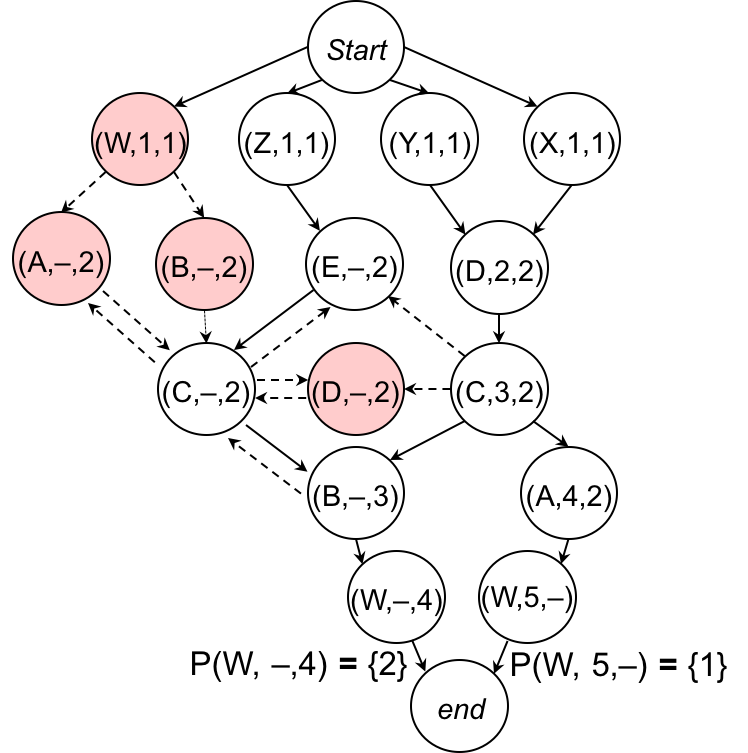 Start
(W,1,1)
(Z,1,1)
(Y,1,1)
(X,1,1)
(A,–,2)
(B,–,2)
(E,–,2)
(D,2,2)
(C,–,2)
(D,–,2)
(C,3,2)
(B,–,3)
(A,4,2)
(W,–,4)
(W,5,–)
P(W, –,4) = {2}
P(W, 5,–) = {1}
end